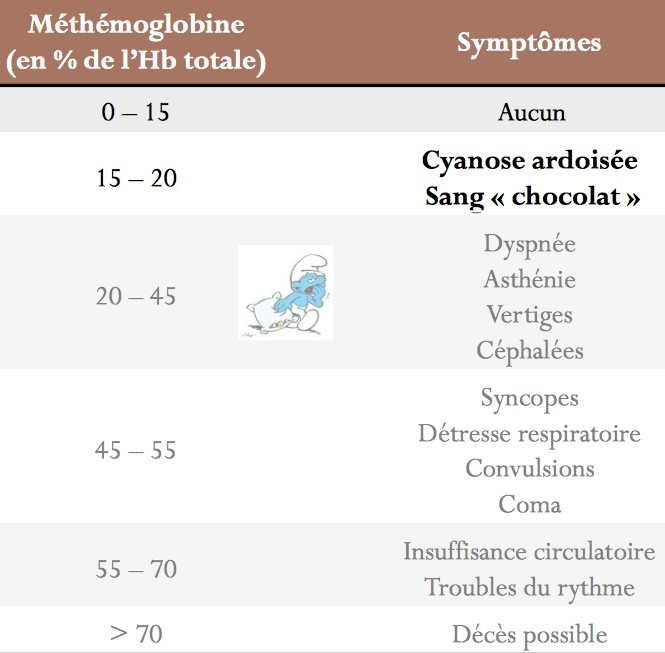 Méthémoglobine
(en % de l’Hb totale)
Symptômes
0 – 15
Aucun
15 – 20
Cyanose ardoisée
Sang « chocolat »
20 – 45
Dyspnée
Asthénie
Vertiges
Céphalées
45 – 55
Syncopes
Détresse respiratoire
Convulsions
Coma
55 – 70
Insuffisance circulatoire
Troubles du rythme
> 70
Décès possible